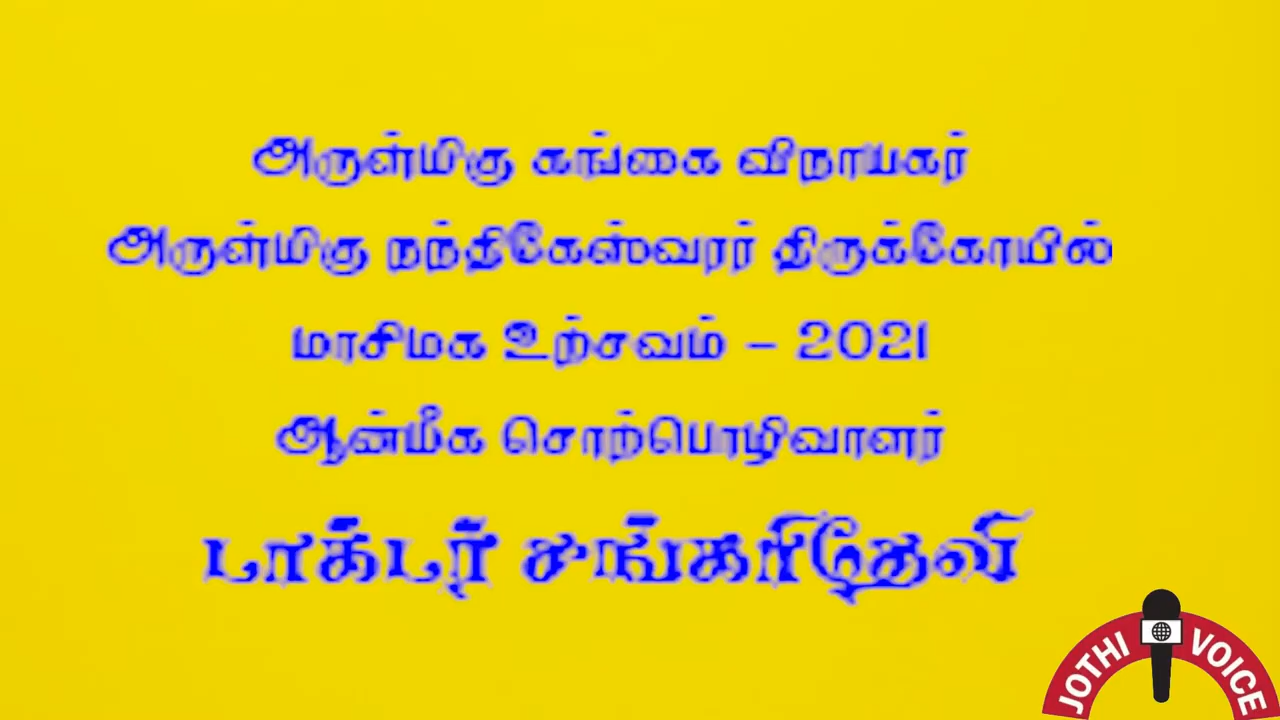 அருள்மிகு கங்கை விநாயகர்
அருள்மிகு நந்திகேஸ்வரர் திருக்கோயில்
மாசிமக உற்சவம் – 2021
ஆன்மீக சொற்பொழிவாளர்
டாக்டர் சங்கரிதேவி
JOTHI VOICE